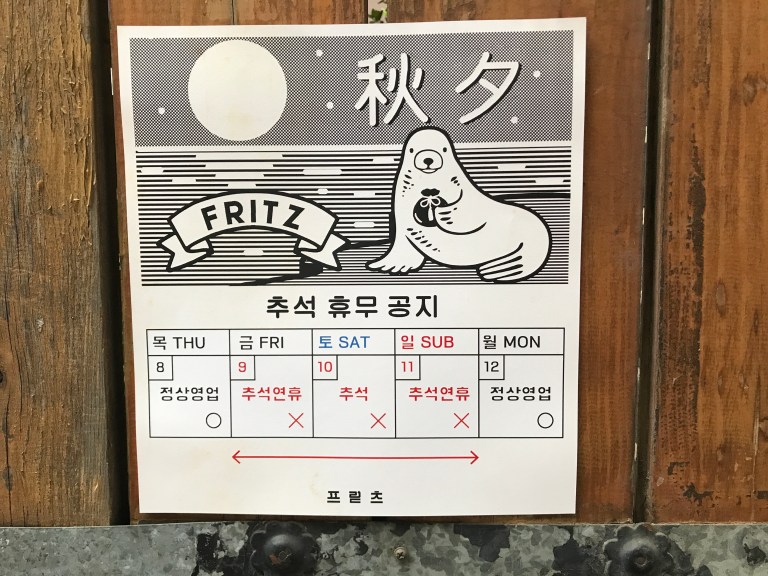 秋夕
FRITZ
추석 휴무 공지
목 THU 금 FRI 토 SAT 일 SUB 월 MON
8 9 10 11 12
정상영업 추석연휴 추석 추석연휴 정상영업
○ × × × ○
프릳츠